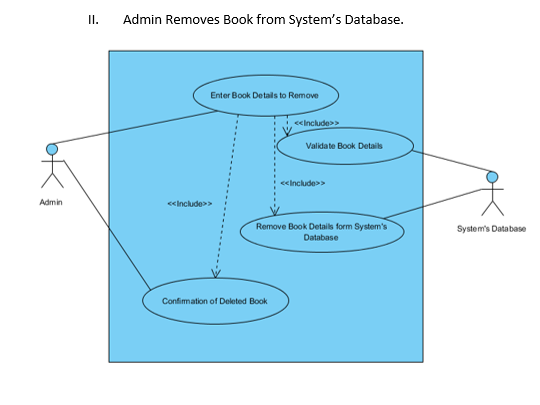 II. Admin Removes Book from System's Database.
Enter Book Details to Remove
<<Include>>
Validate Book Details
<<Include>>
Admin
<<Include>>
Remove Book Details form System's
Database
System's Database
Confirmation of Deleted Book